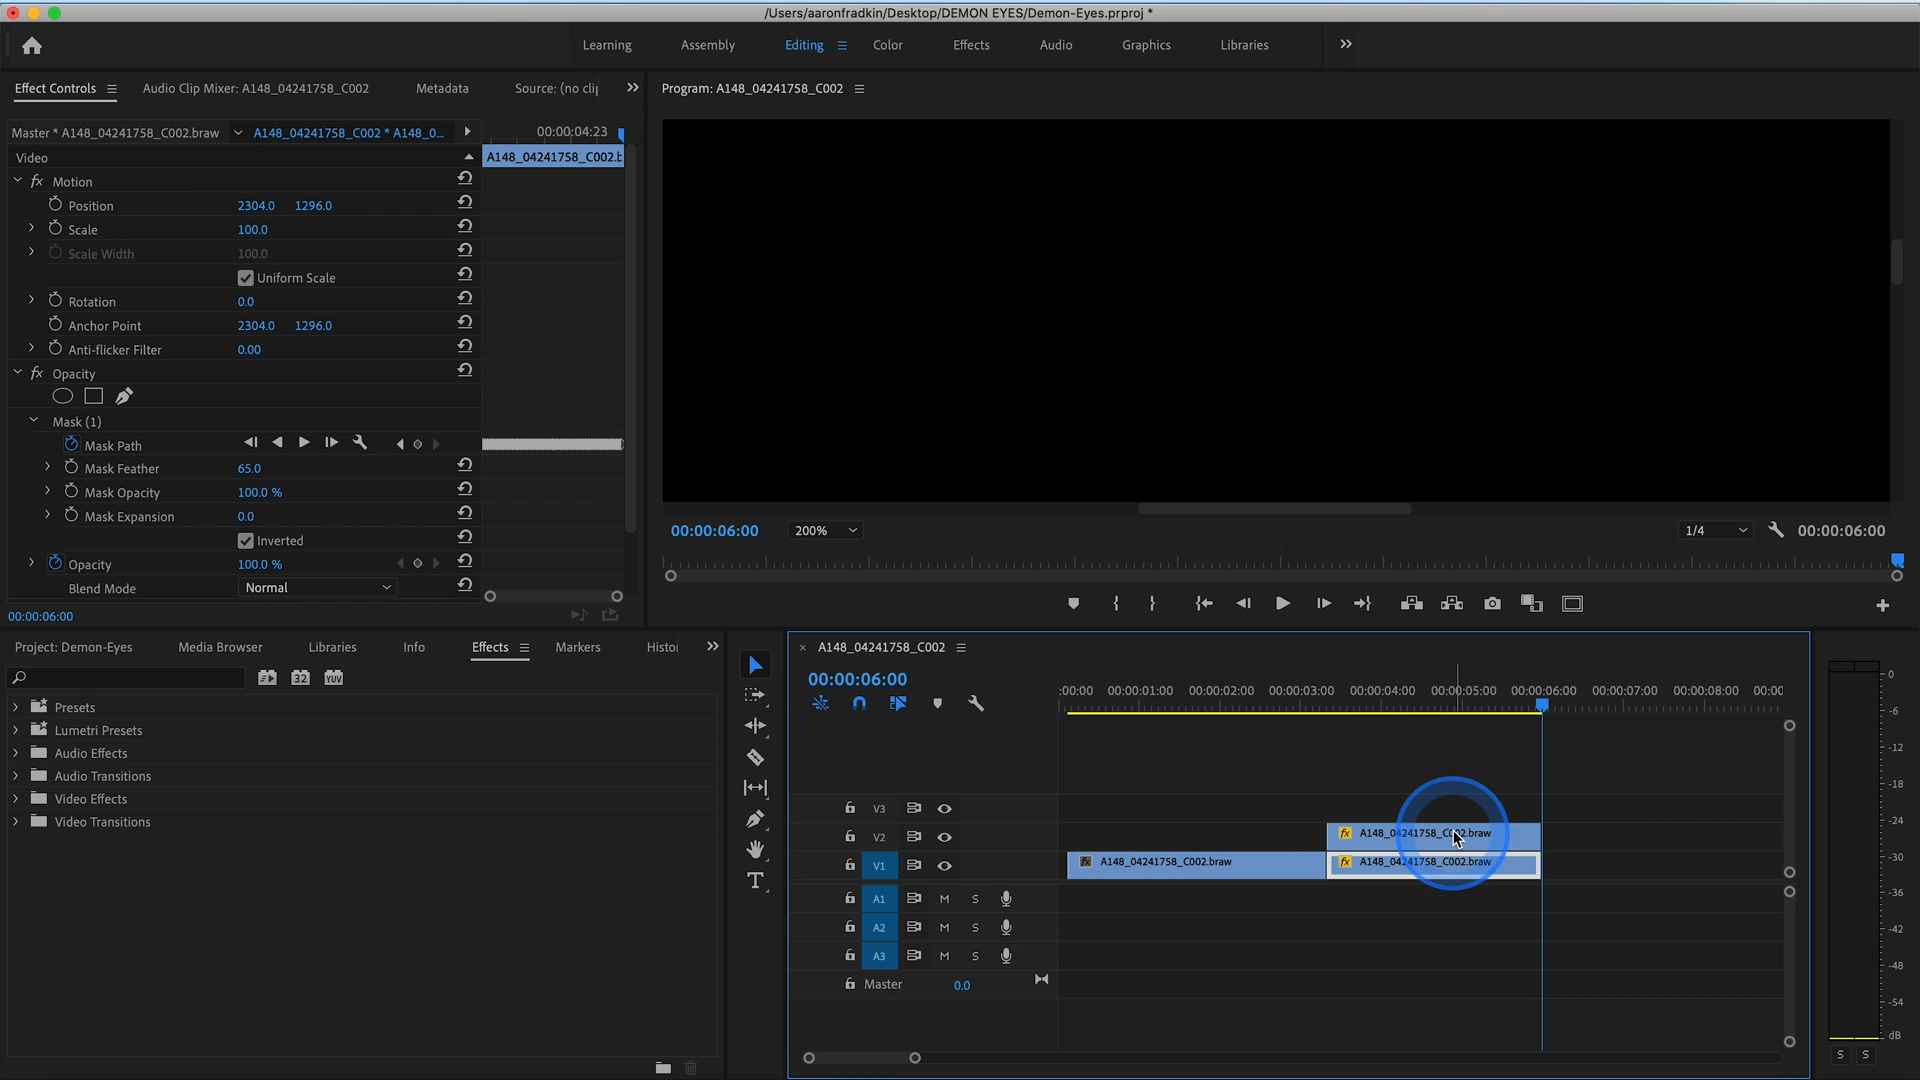 /Users/aaronfradkin/Desktop/DEMON EYES/Demon-Eyes.prproj *
Learning Assembly Editing Color Effects Audio Graphics Libraries
Effect Controls Audio Clip Mixer: A148_04241758_C002 Metadata Source: (no clip
Program: A148_04241758_C002
Master * A148_04241758_C002.braw A148_04241758_C002 * A148_0... 00:00:04:23
Video A148_04241758_C002.b
fx Motion
Position 2304.0 1296.0
Scale 100.0
Scale Width 100.0
Uniform Scale
Rotation 0.0
Anchor Point 2304.0 1296.0
Anti-flicker Filter 0.00
fx Opacity
Mask (1)
Mask Path
Mask Feather 65.0
Mask Opacity 100.0 %
Mask Expansion 0.0
Inverted
Opacity 100.0 %
Blend Mode Normal
00:00:06:00
00:00:06:00 200% 1/4 00:00:06:00
Project: Demon-Eyes Media Browser Libraries Info Effects Markers Histo
32 YUV
Presets
Lumetri Presets
Audio Effects
Audio Transitions
Video Effects
Video Transitions
× A148_04241758_C002
00:00:06:00
:00:00 00:00:01:00 00:00:02:00 00:00:03:00 00:00:04:00 00:00:05:00 00:00:06:00 00:00:07:00 00:00:08:00 00:00
V3
V2 fx A148_04241758_C002.braw
V1 fx A148_04241758_C002.braw fx A148_04241758_C002.braw
A1 M S
A2 M S
A3 M S
Master 0.0
0
-6
-12
-18
-24
-30
-36
-42
-48
-54
dB
S S